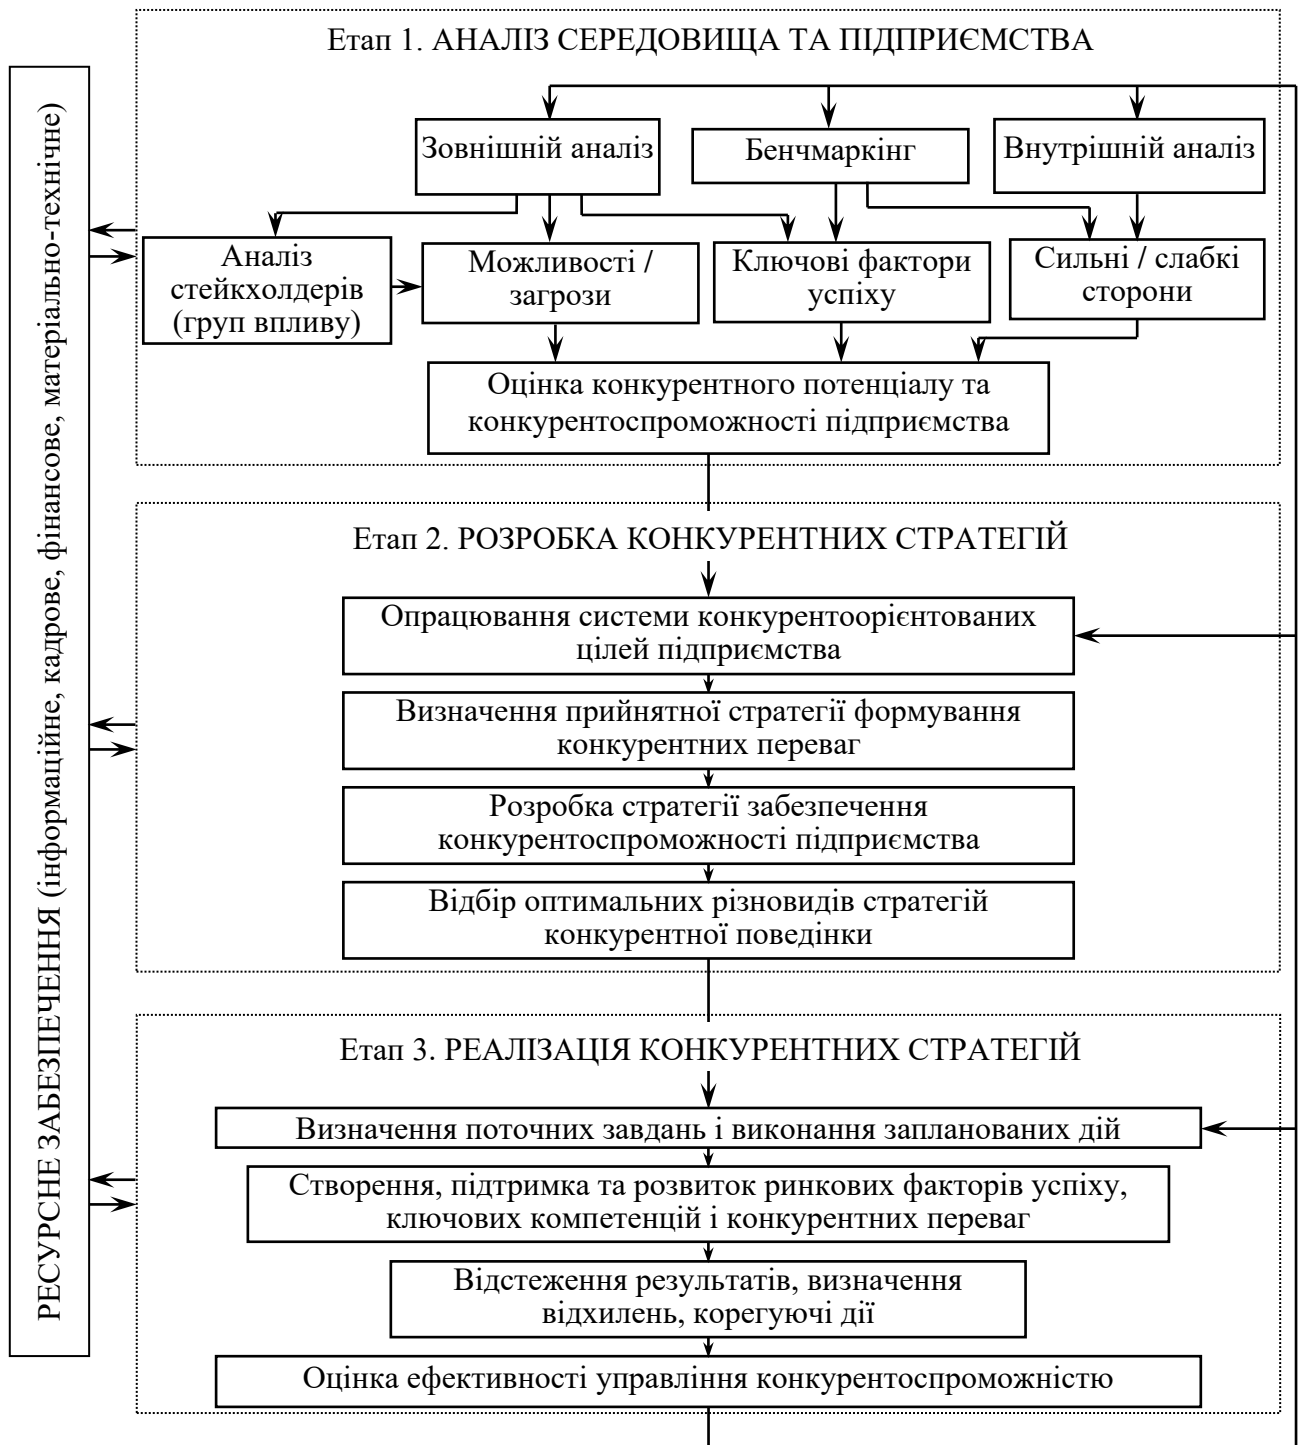 Етап 1. АНАЛІЗ СЕРЕДОВИЩА ТА ПІДПРИЄМСТВА
РЕСУРСНЕ ЗАБЕЗПЕЧЕННЯ (інформаційне, кадрове, фінансове, матеріально-технічне)
Зовнішній аналіз
Бенчмаркінг
Внутрішній аналіз
Аналіз
стейкхолдерів
(груп впливу)
Можливості /
загрози
Ключові фактори
успіху
Сильні / слабкі
сторони
Оцінка конкурентного потенціалу та
конкурентоспроможності підприємства
Етап 2. РОЗРОБКА КОНКУРЕНТНИХ СТРАТЕГІЙ
Опрацювання системи конкурентоорієнтованих
цілей підприємства
Визначення прийнятної стратегії формування
конкурентних переваг
Розробка стратегії забезпечення
конкурентоспроможності підприємства
Відбір оптимальних різновидів стратегій
конкурентної поведінки
Етап 3. РЕАЛІЗАЦІЯ КОНКУРЕНТНИХ СТРАТЕГІЙ
Визначення поточних завдань і виконання запланованих дій
Створення, підтримка та розвиток ринкових факторів успіху,
ключових компетенцій і конкурентних переваг
Відстеження результатів, визначення
відхилень, корегуючі дії
Оцінка ефективності управління конкурентоспроможністю